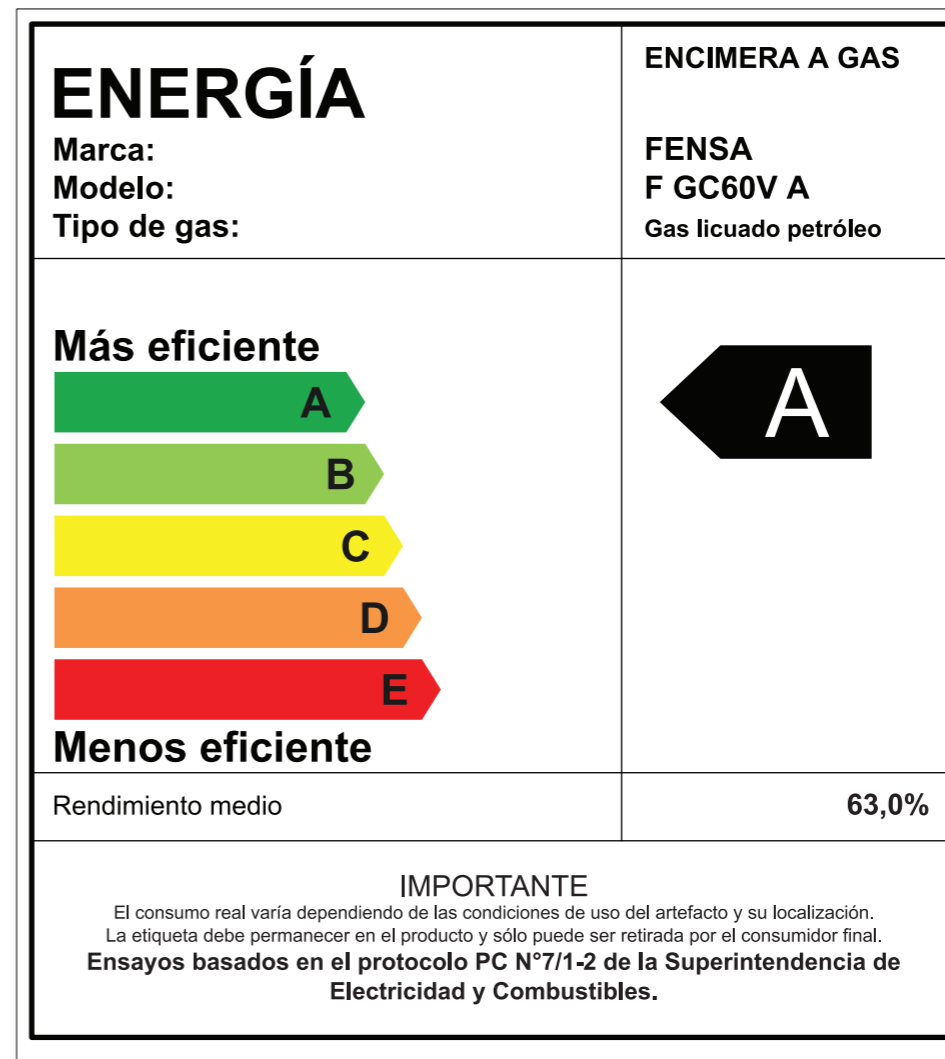 ENERGÍA
ENCIMERA A GAS
Marca: FENSA
Modelo: F GC60V A
Tipo de gas: Gas licuado petróleo
Más eficiente
A
A
B
C
D
E
Menos eficiente
Rendimiento medio 63,0%
IMPORTANTE
El consumo real varía dependiendo de las condiciones de uso del artefacto y su localización.
La etiqueta debe permanecer en el producto y sólo puede ser retirada por el consumidor final.
Ensayos basados en el protocolo PC N°7/1-2 de la Superintendencia de
Electricidad y Combustibles.